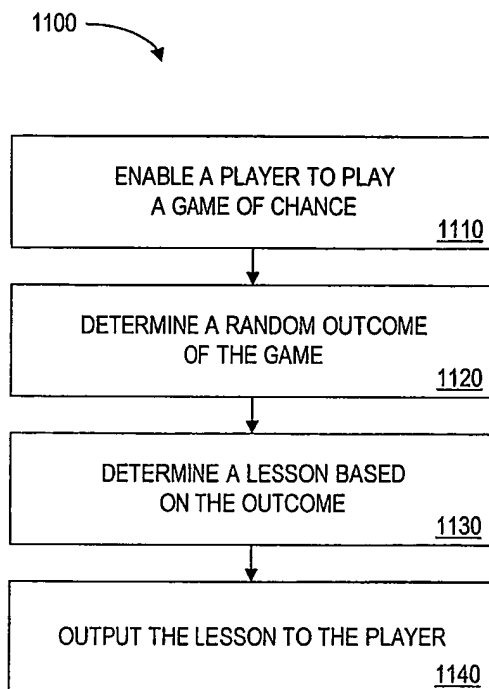 1100
ENABLE A PLAYER TO PLAY
A GAME OF CHANCE
1110
DETERMINE A RANDOM OUTCOME
OF THE GAME
1120
DETERMINE A LESSON BASED
ON THE OUTCOME
1130
OUTPUT THE LESSON TO THE PLAYER
1140